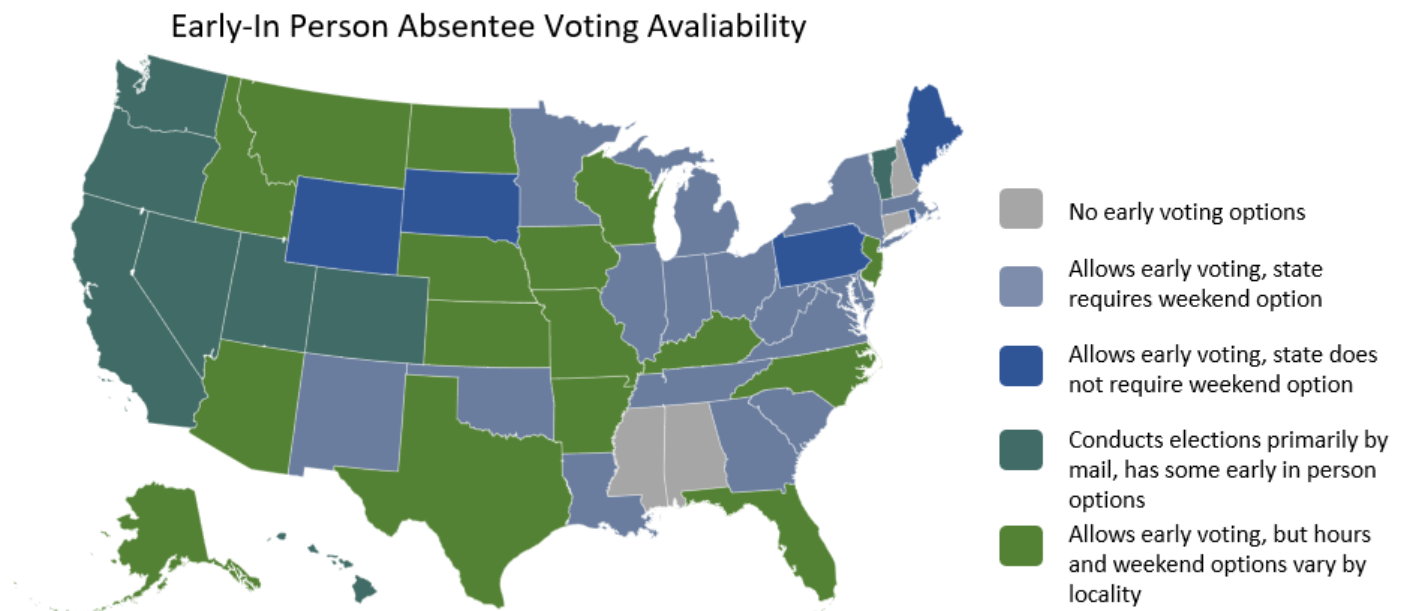 Early-In Person Absentee Voting Avaliability
No early voting options
Allows early voting, state
requires weekend option
Allows early voting, state does
not require weekend option
Conducts elections primarily by
mail, has some early in person
options
Allows early voting, but hours
and weekend options vary by
locality